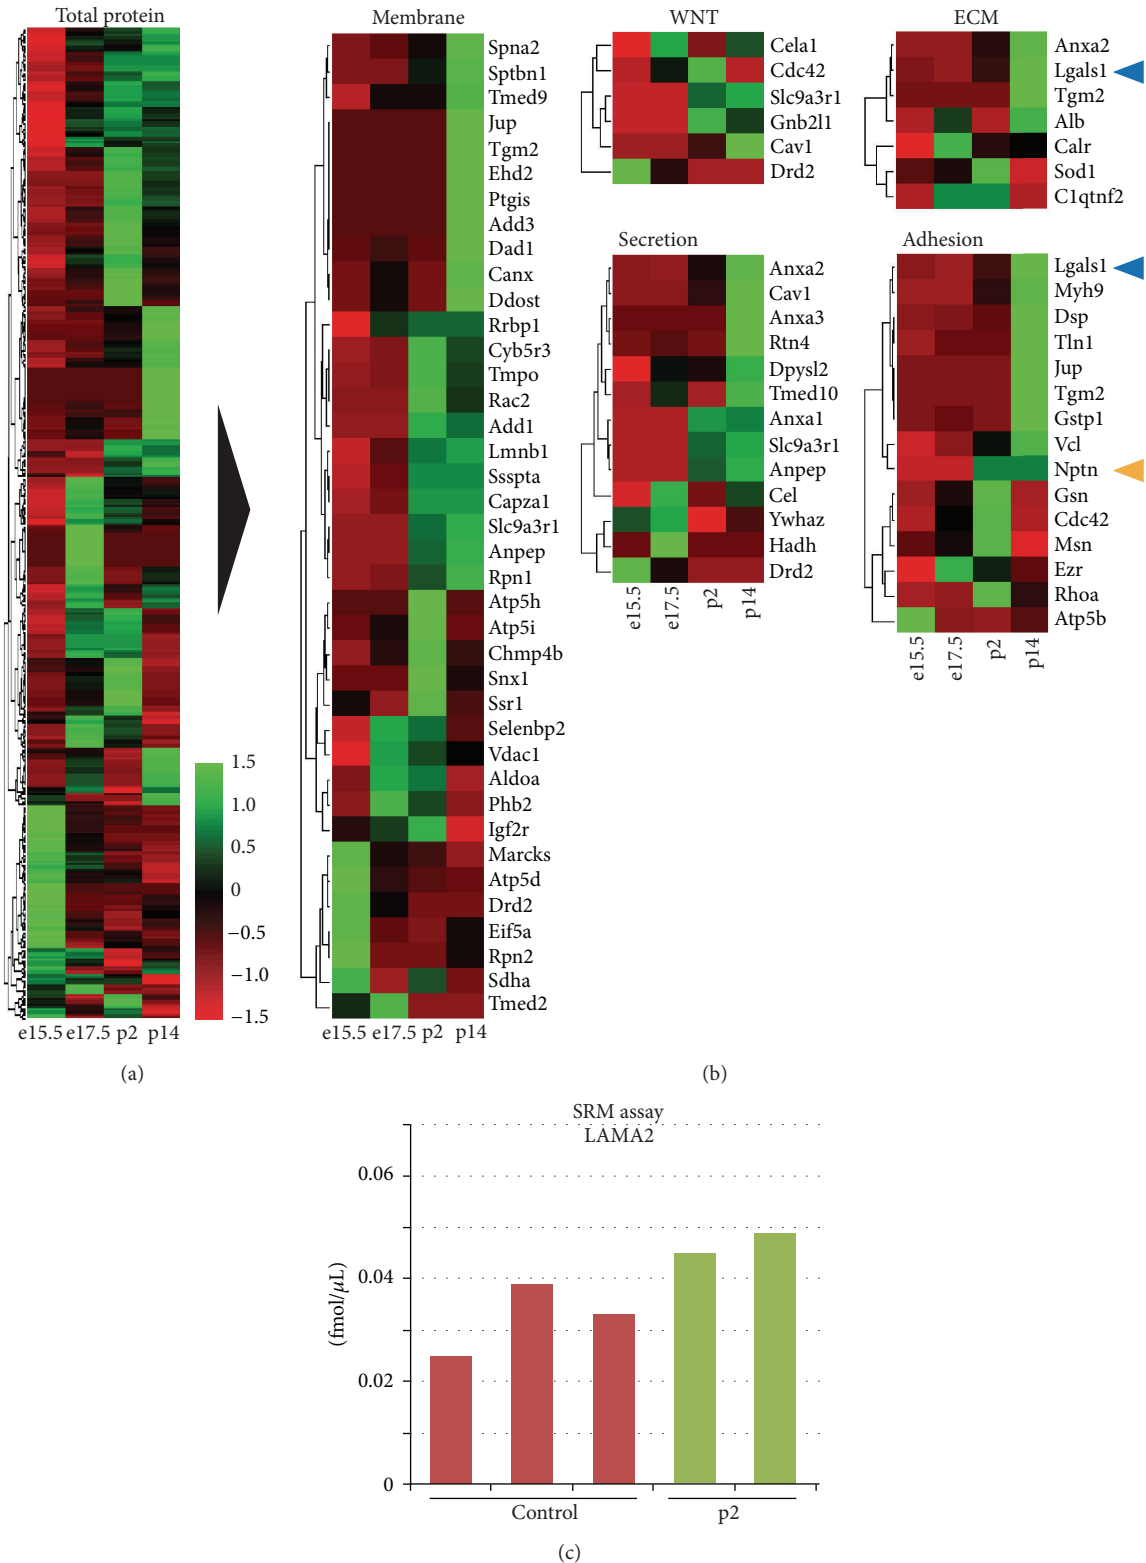 Total protein
Membrane
WNT
ECM
Spna2
Sptbn1
Tmed9
Jup
Tgm2
Ehd2
Ptgis
Add3
Dad1
Canx
Ddost
Rrbp1
Cyb5r3
Tmpo
Rac2
Add1
Lmnb1
Ssspta
Capza1
Slc9a3r1
Anpep
Rpn1
Atp5h
Atp5i
Chmp4b
Snx1
Ssr1
Selenbp2
Vdac1
Aldoa
Phb2
Igf2r
Marcks
Atp5d
Drd2
Eif5a
Rpn2
Sdha
Tmed2
Cela1
Cdc42
Slc9a3r1
Gnb2l1
Cav1
Drd2
Anxa2
Lgals1
Tgm2
Alb
Calr
Sod1
C1qtnf2
Secretion
Anxa2
Cav1
Anxa3
Rtn4
Dpysl2
Tmed10
Anxa1
Slc9a3r1
Anpep
Cel
Ywhaz
Hadh
Drd2
e15.5 e17.5 p2 p14
Adhesion
Lgals1
Myh9
Dsp
Tln1
Jup
Tgm2
Gstp1
Vcl
Nptn
Gsn
Cdc42
Msn
Ezr
Rhoa
Atp5b
e15.5 e17.5 p2 p14
1.5
1.0
0.5
0
−0.5
−1.0
−1.5
e15.5 e17.5 p2 p14
e15.5 e17.5 p2 p14
(a)
(b)
SRM assay
LAMA2
0.06
0.04
0.02
0
(fmol/μL)
Control
p2
(c)